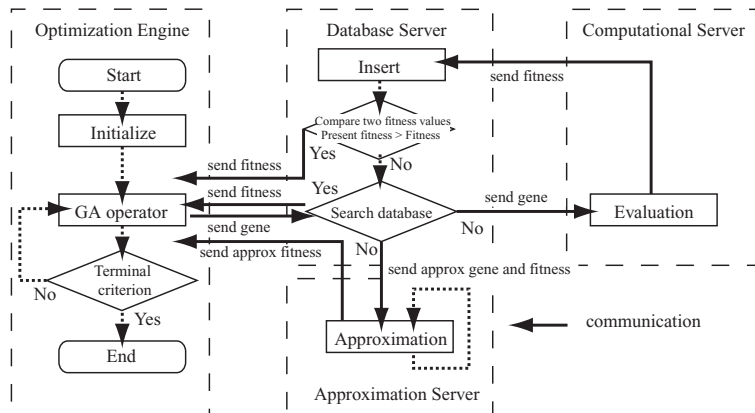 Optimization Engine
Database Server
Computational Server
Start
Insert
send fitness
Initialize
Compare two fitness values
Present fitness > Fitness
Yes
No
send fitness
send fitness
Yes
GA operator
send gene
Search database
send gene
Evaluation
No
send approx fitness
No
Terminal
criterion
No
send approx gene and fitness
Yes
Approximation
communication
End
Approximation Server